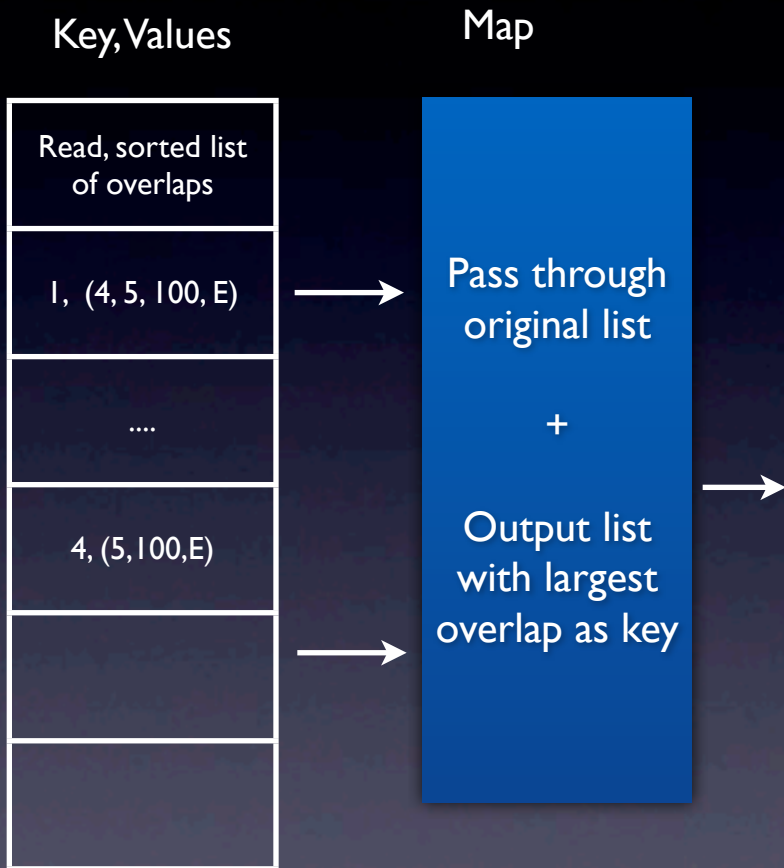 Key, Values
Map
Read, sorted list
of overlaps
1, (4, 5, 100, E)
....
4, (5,100,E)
Pass through
original list
+
Output list
with largest
overlap as key